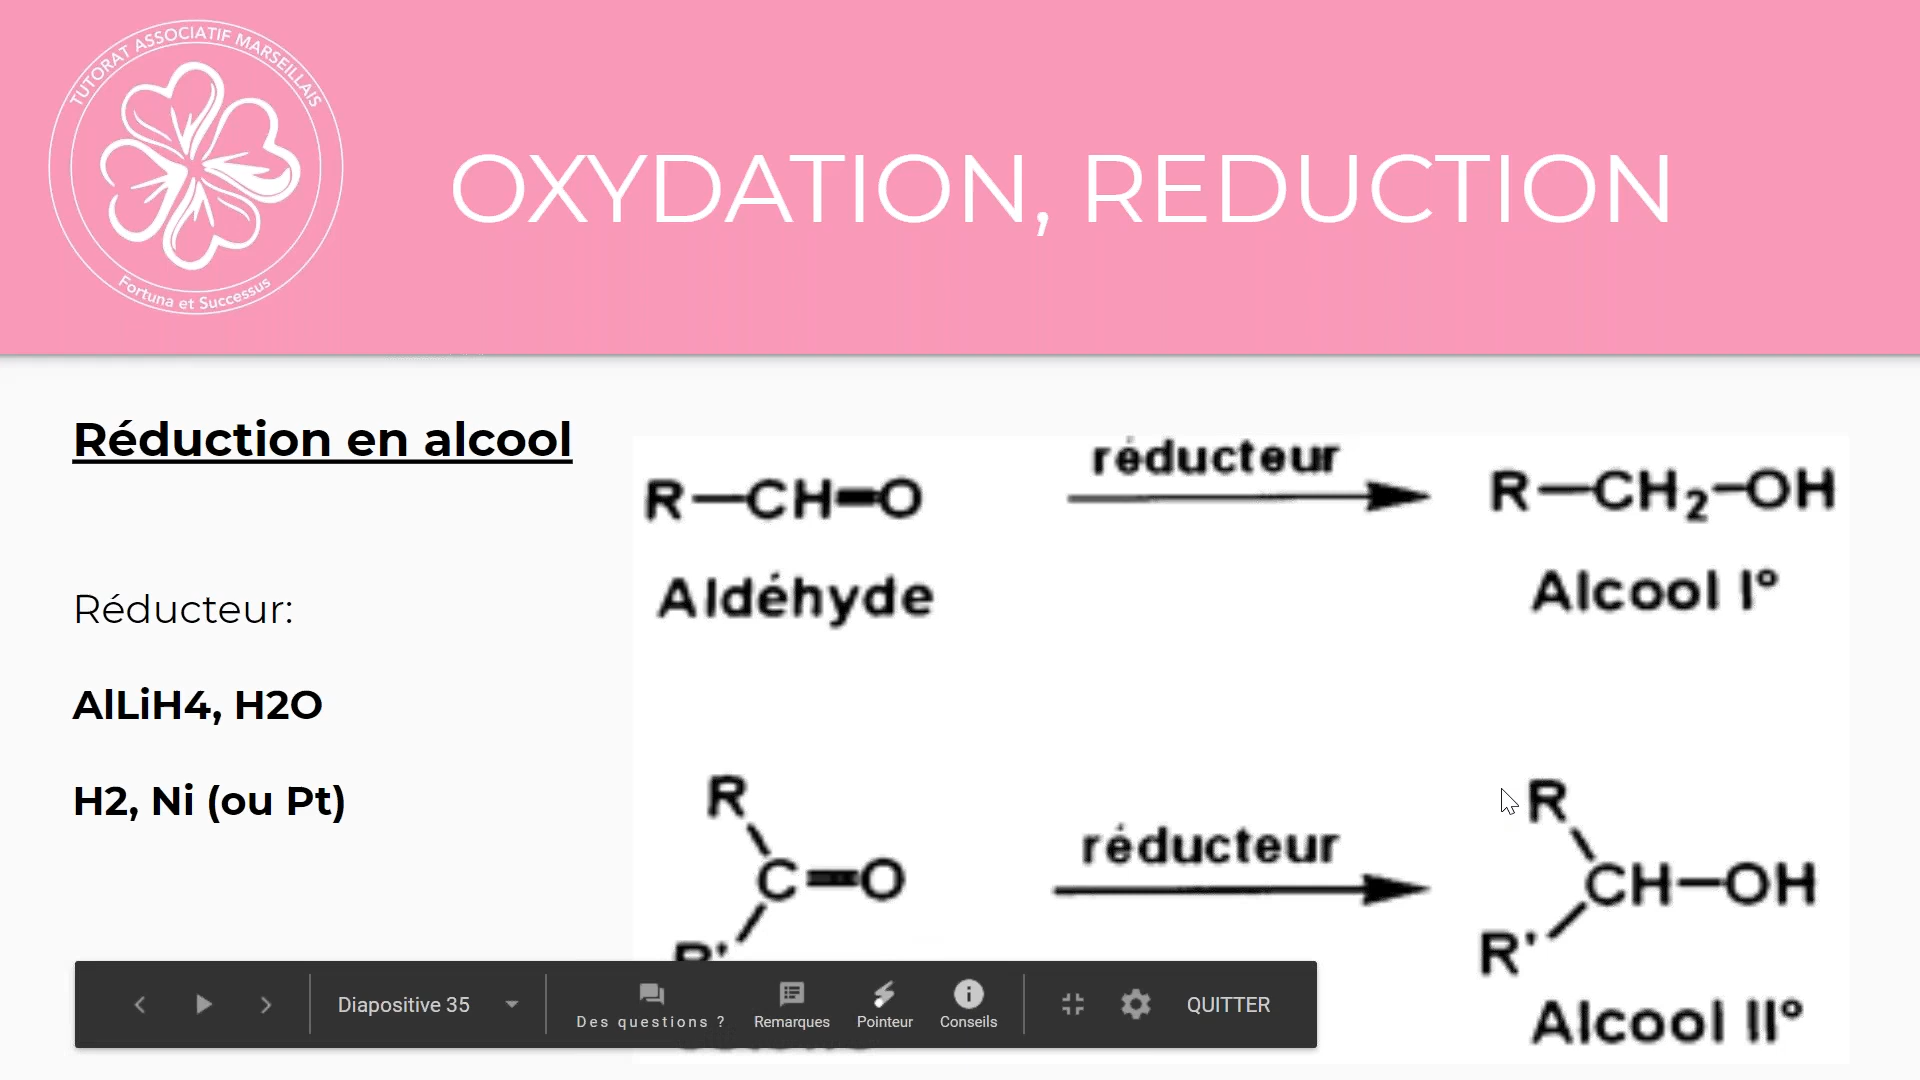 TUTORAT ASSOCIATIF MARSEILLAIS
Fortuna et Successus
OXYDATION, REDUCTION
Réduction en alcool
Réducteur:
AlLiH4, H2O
H2, Ni (ou Pt)
R—CH=O
réducteur
R—CH2—OH
Aldéhyde
Alcool I°
R
C=O
R'
réducteur
R
CH—OH
R'
Alcool II°
Diapositive 35
Des questions ?
Remarques
Pointeur
Conseils
QUITTER